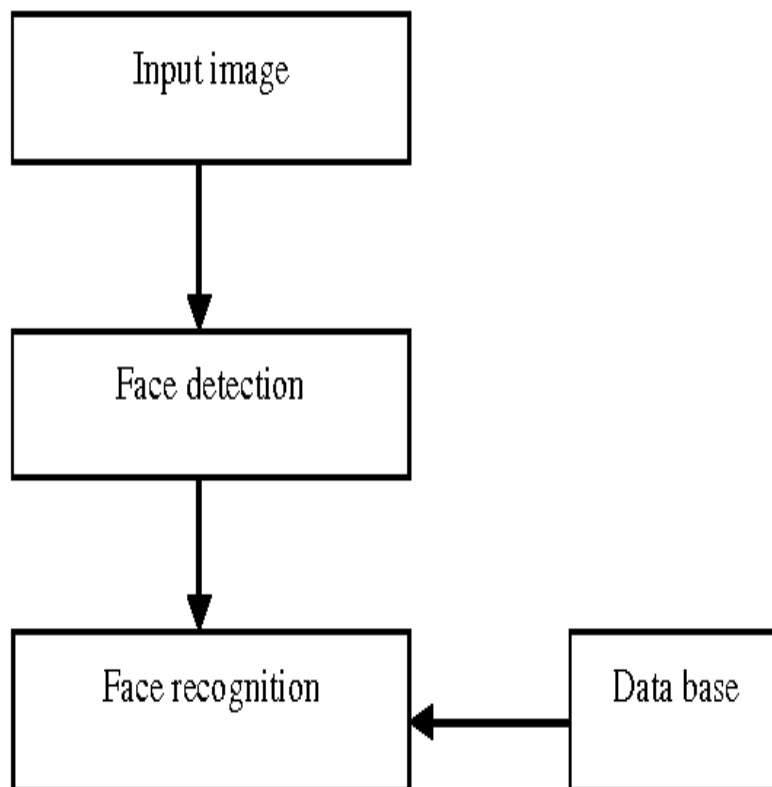 Input image
Face detection
Face recognition
Data base